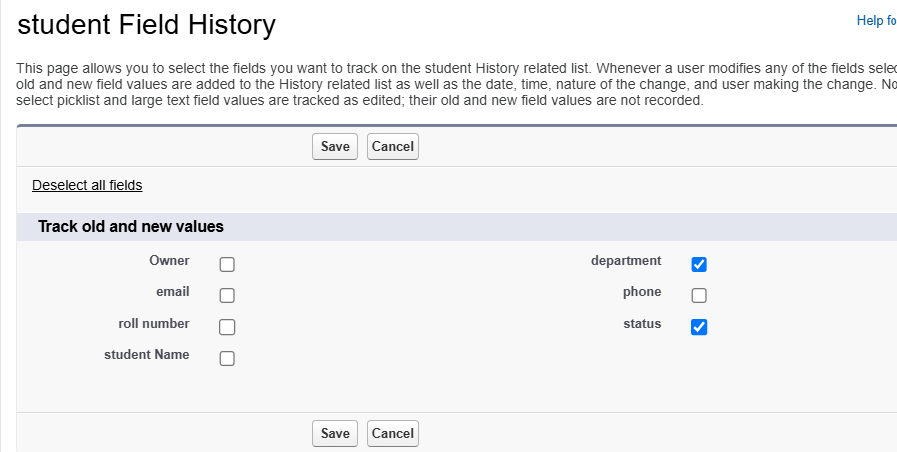 student Field History
Help fo
This page allows you to select the fields you want to track on the student History related list. Whenever a user modifies any of the fields selec
old and new field values are added to the History related list as well as the date, time, nature of the change, and user making the change. No
select picklist and large text field values are tracked as edited; their old and new field values are not recorded.
Save Cancel
Deselect all fields
Track old and new values
Owner department
email phone
roll number status
student Name
Save Cancel